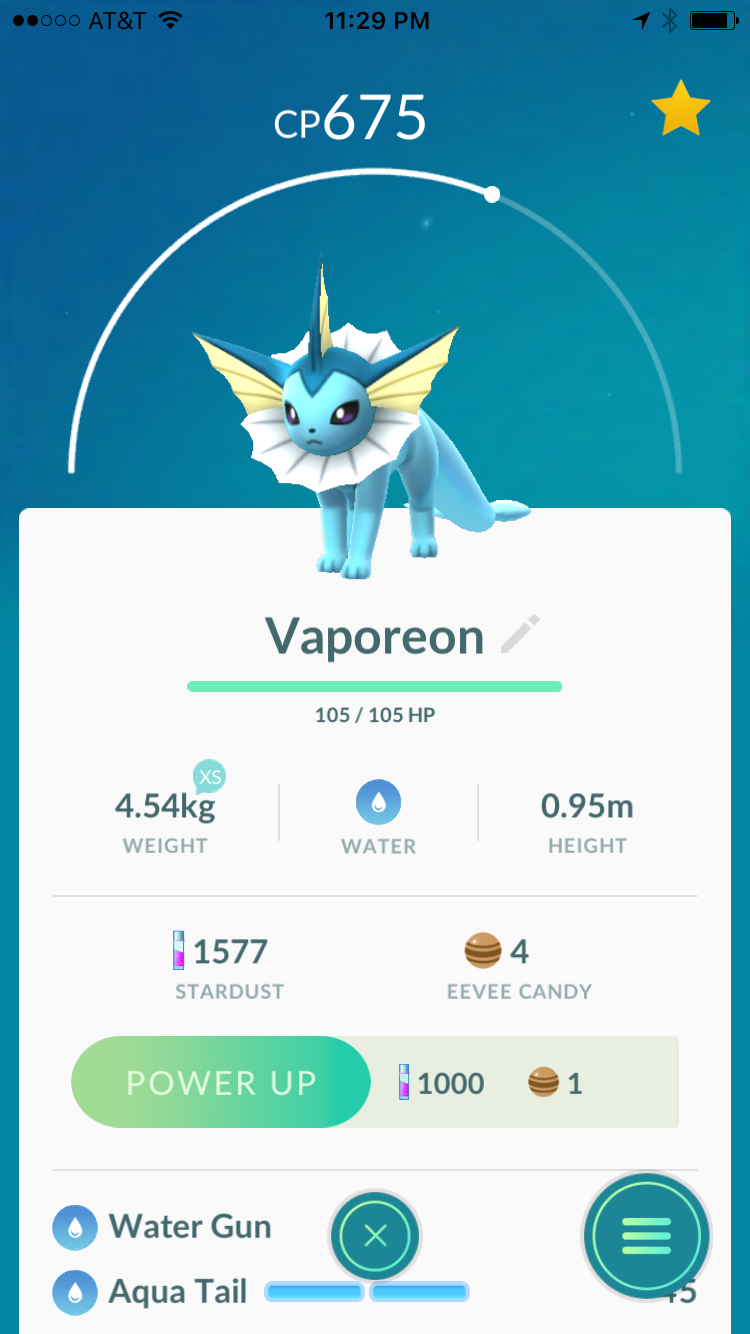 AT&T 11:29 PM
CP675
Vaporeon
105 / 105 HP
XS
4.54kg 0.95m
WEIGHT WATER HEIGHT
1577 4
STARDUST EEVEE CANDY
POWER UP 1000 1
Water Gun
Aqua Tail